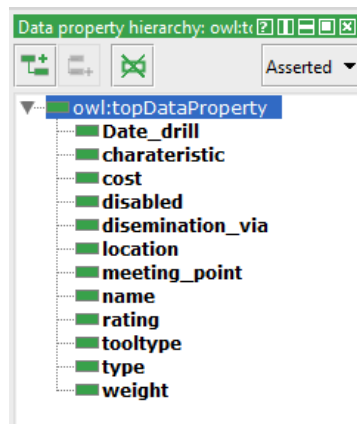 Data property hierarchy: owl:to
Asserted
owl:topDataProperty
Date_drill
charateristic
cost
disabled
disemination_via
location
meeting_point
name
rating
tooltype
type
weight